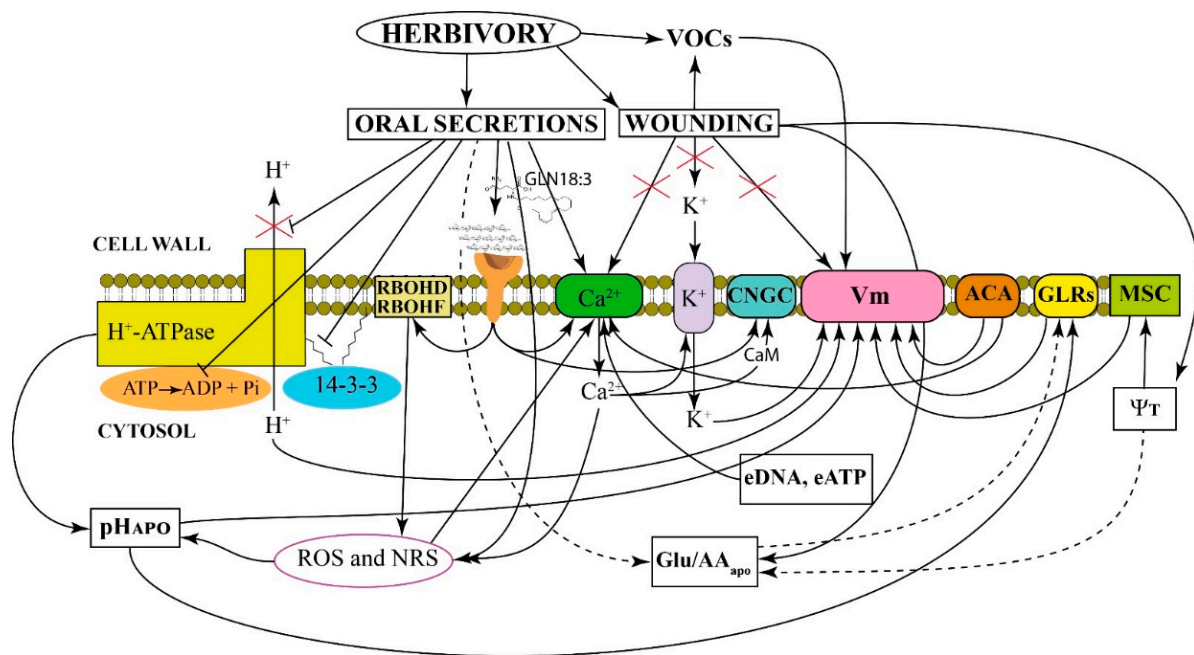 HERBIVORY
VOCs
ORAL SECRETIONS
WOUNDING
H⁺
GLN18:3
K⁺
CELL WALL
RBOHD
RBOHF
Ca²⁺
K⁺
CNGC
Vm
ACA
GLRs
MSC
H⁺-ATPase
CaM
ATP→ADP + Pi
14-3-3
Ca²⁺
CYTOSOL
H⁺
K⁺
ΨT
eDNA, eATP
pHAPO
ROS and NRS
Glu/AAapo